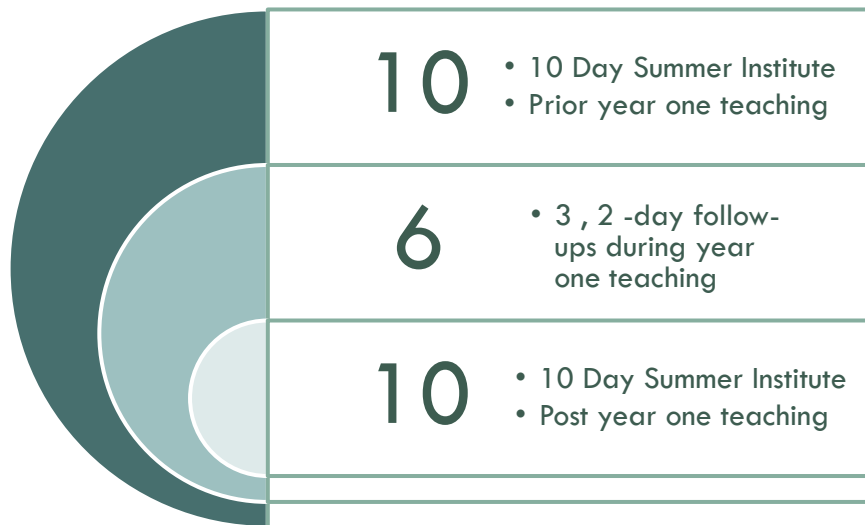 10
• 10 Day Summer Institute
• Prior year one teaching
6
• 3 , 2 -day follow-
ups during year
one teaching
10
• 10 Day Summer Institute
• Post year one teaching